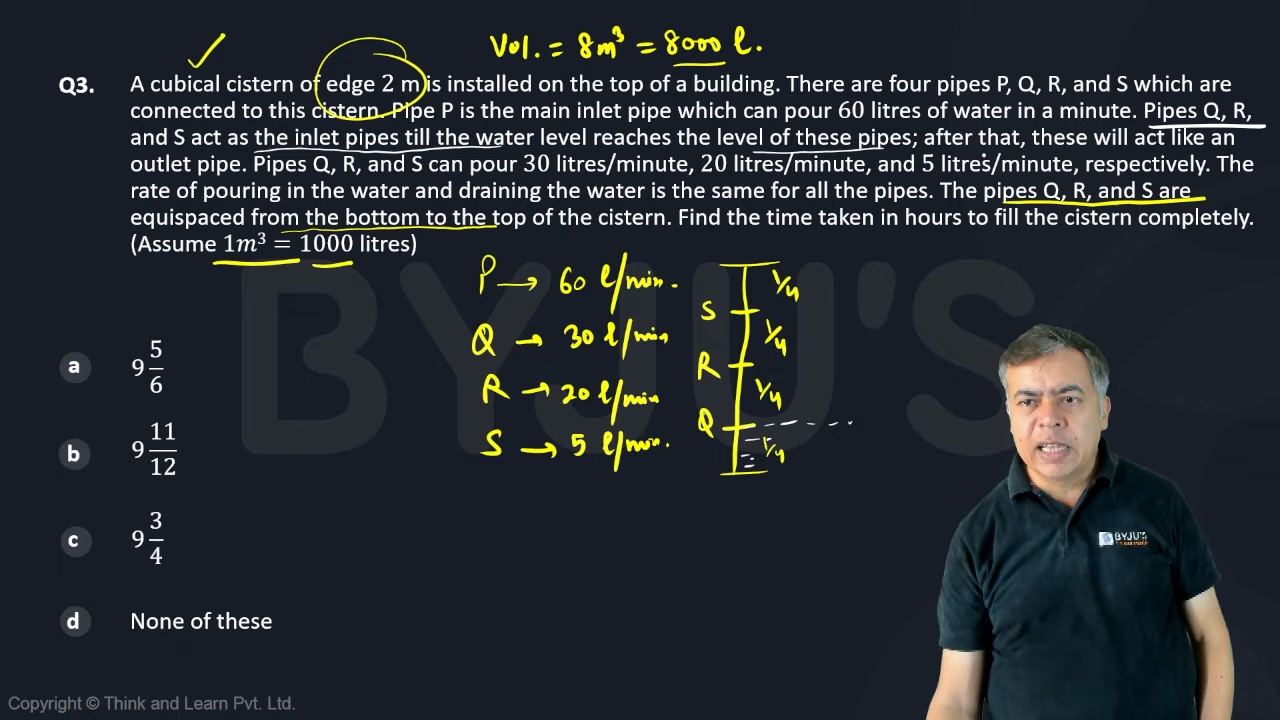 Vol. = 8m³ = 8000 l.
Q3. A cubical cistern of edge 2 m is installed on the top of a building. There are four pipes P, Q, R, and S which are
connected to this cistern. Pipe P is the main inlet pipe which can pour 60 litres of water in a minute. Pipes Q, R,
and S act as the inlet pipes till the water level reaches the level of these pipes; after that, these will act like an
outlet pipe. Pipes Q, R, and S can pour 30 litres/minute, 20 litres/minute, and 5 litres/minute, respectively. The
rate of pouring in the water and draining the water is the same for all the pipes. The pipes Q, R, and S are
equispaced from the bottom to the top of the cistern. Find the time taken in hours to fill the cistern completely.
(Assume 1m³ = 1000 litres)
P → 60 l/min.
Q → 30 l/min
R → 20 l/min
S → 5 l/min.
1/4
S
1/4
R
1/4
Q
1/4
a 9 5/6
b 9 11/12
c 9 3/4
d None of these
BYJU'S
BYJU'S
Copyright © Think and Learn Pvt. Ltd.